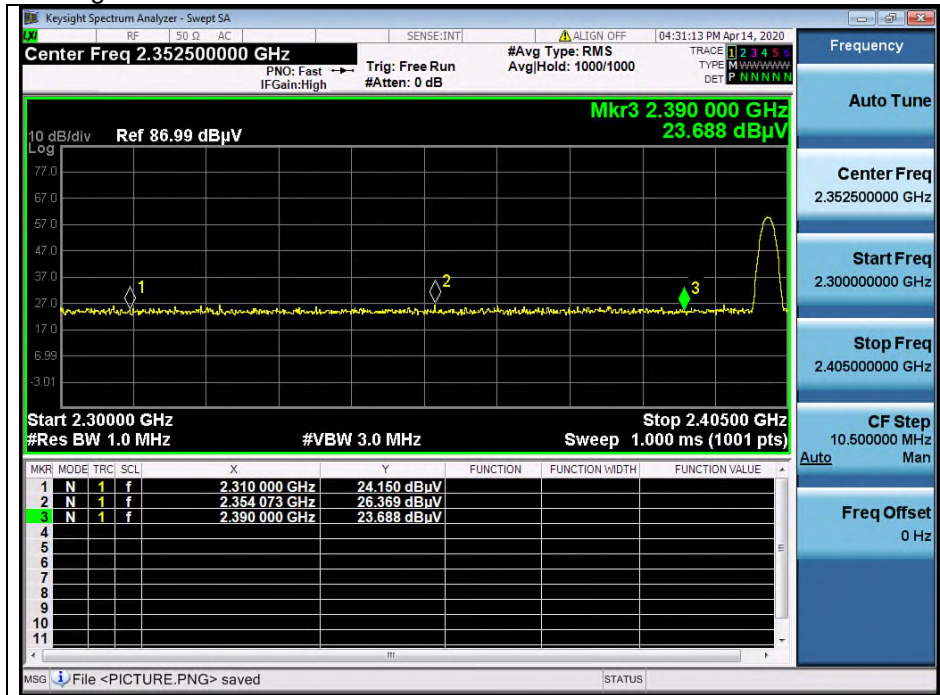 Keysight Spectrum Analyzer - Swept SA
LXI RF 50 Ω AC SENSE:INT ALIGN OFF 04:31:13 PM Apr 14, 2020
Center Freq 2.352500000 GHz
PNO: Fast
IFGain:High
Trig: Free Run
#Atten: 0 dB
#Avg Type: RMS
Avg|Hold: 1000/1000
TRACE 1 2 3 4 5 6
TYPE M WWWWW
DET P N N N N N
Mkr3 2.390 000 GHz
23.688 dBµV
10 dB/div Ref 86.99 dBµV
Log
77.0
67.0
57.0
47.0
37.0
27.0
17.0
6.99
-3.01
1
2
3
Start 2.30000 GHz Stop 2.40500 GHz
#Res BW 1.0 MHz #VBW 3.0 MHz Sweep 1.000 ms (1001 pts)
MKR MODE TRC SCL X Y FUNCTION FUNCTION WIDTH FUNCTION VALUE
1 N 1 f 2.310 000 GHz 24.150 dBµV
2 N 1 f 2.354 073 GHz 26.369 dBµV
3 N 1 f 2.390 000 GHz 23.688 dBµV
4
5
6
7
8
9
10
11
MSG File <PICTURE.PNG> saved STATUS
Frequency
Auto Tune
Center Freq
2.352500000 GHz
Start Freq
2.300000000 GHz
Stop Freq
2.405000000 GHz
CF Step
10.500000 MHz
Auto Man
Freq Offset
0 Hz